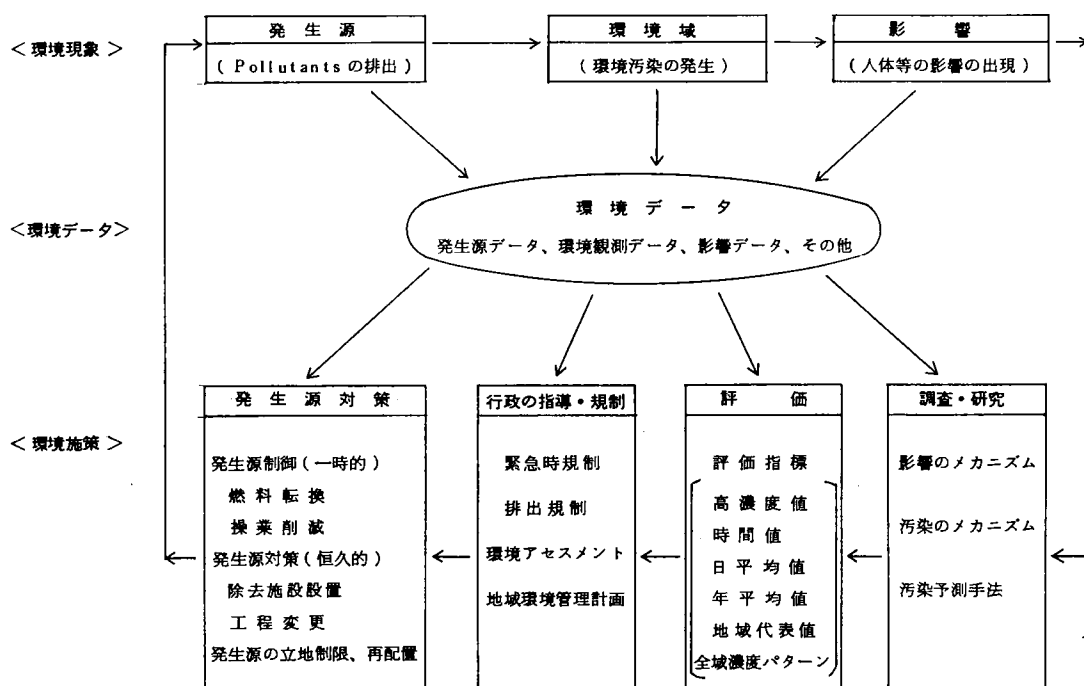 <環境現象>
発生源
(Pollutantsの排出)
環境域
(環境汚染の発生)
影響
(人体等の影響の出現)
<環境データ>
環境データ
発生源データ、環境観測データ、影響データ、その他
<環境施策>
発生源対策
発生源制御(一時的)
燃料転換
操業削減
発生源対策(恒久的)
除去施設設置
工程変更
発生源の立地制限、再配置
行政の指導・規制
緊急時規制
排出規制
環境アセスメント
地域環境管理計画
評価
評価指標
高濃度値
時間値
日平均値
年平均値
地域代表値
全域濃度パターン
調査・研究
影響のメカニズム
汚染のメカニズム
汚染予測手法